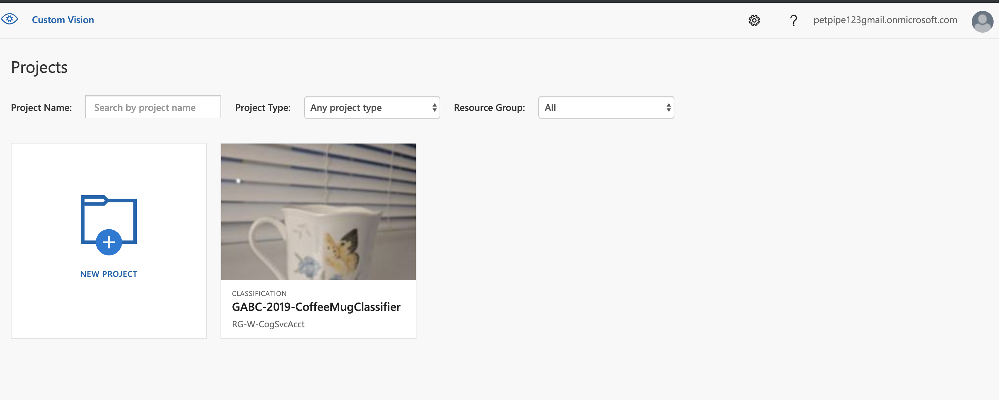 Custom Vision
? petpipe123gmail.onmicrosoft.com
Projects
Project Name: Search by project name Project Type: Any project type Resource Group: All
NEW PROJECT
CLASSIFICATION
GABC-2019-CoffeeMugClassifier
RG-W-CogSvcAcct